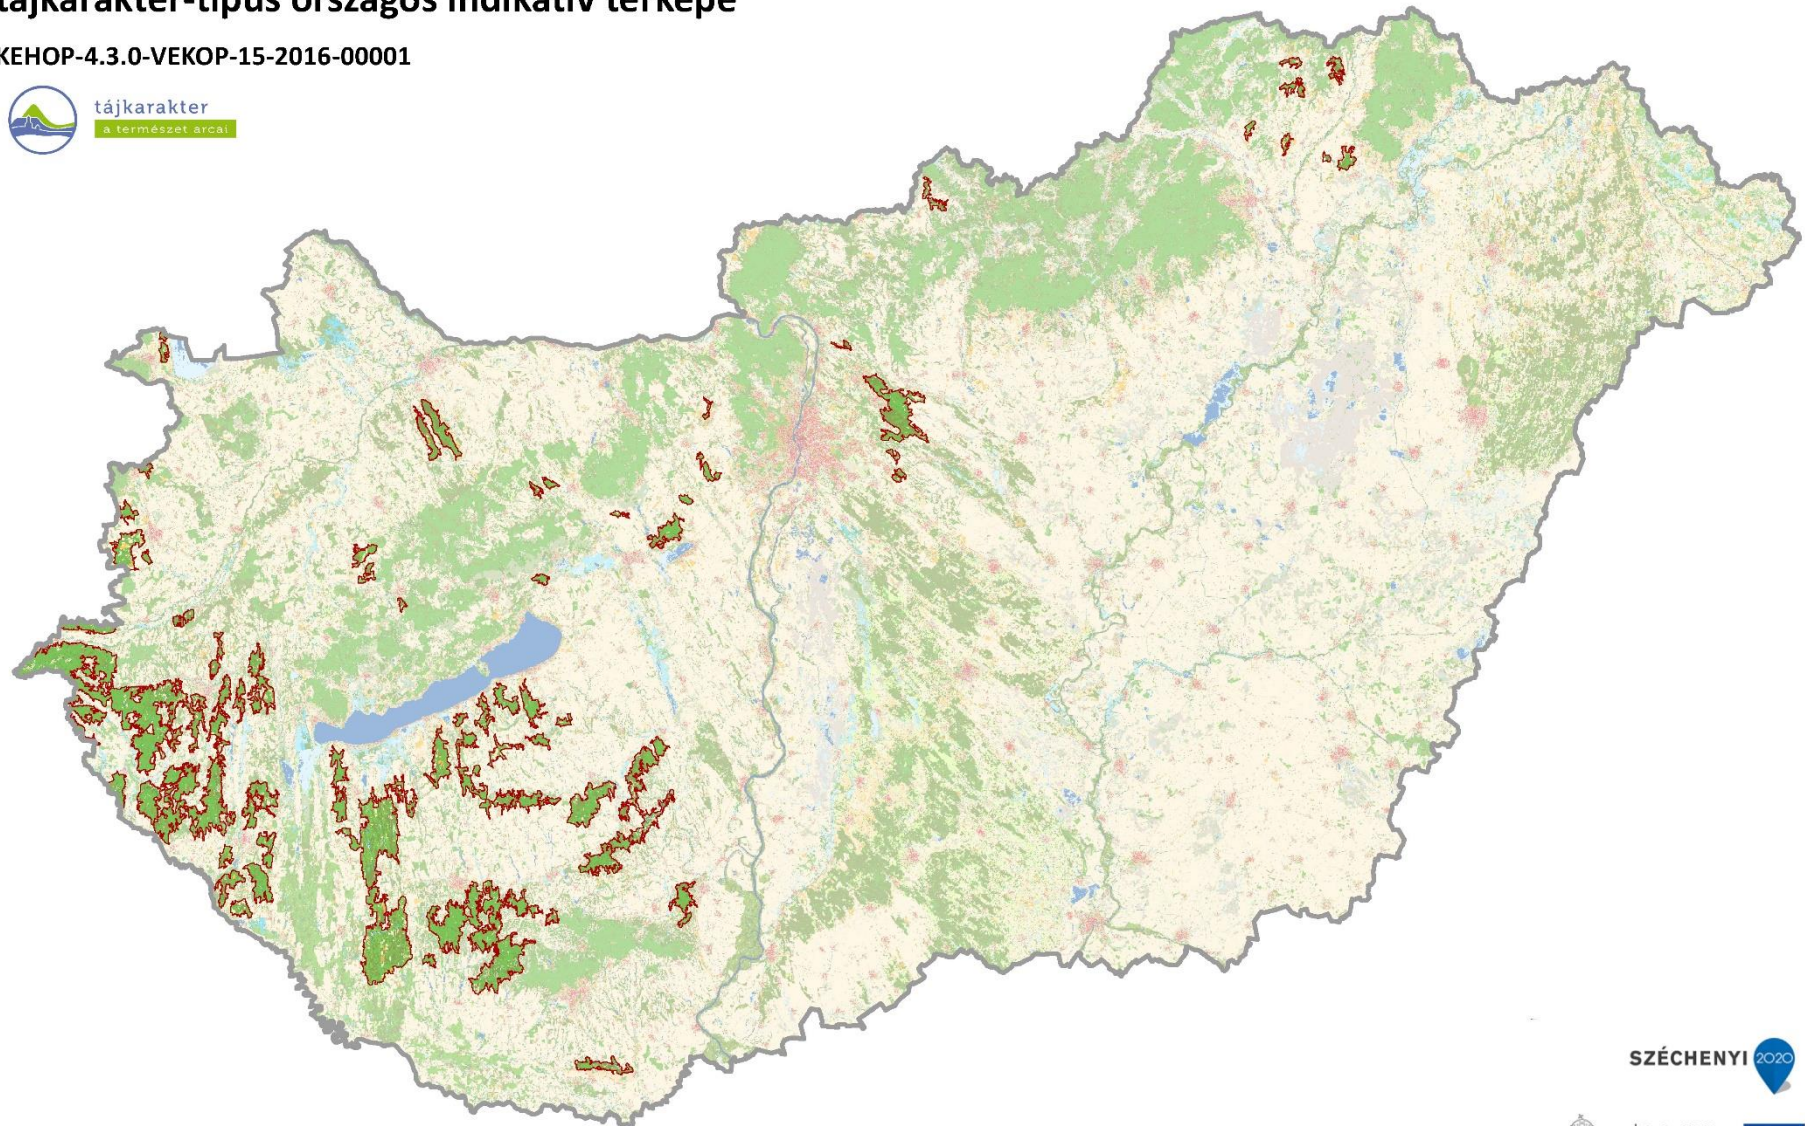 tájkarakter-típus országos indikatív térképe
KEHOP-4.3.0-VEKOP-15-2016-00001
tájkarakter
a természet arcai
SZÉCHENYI 2020